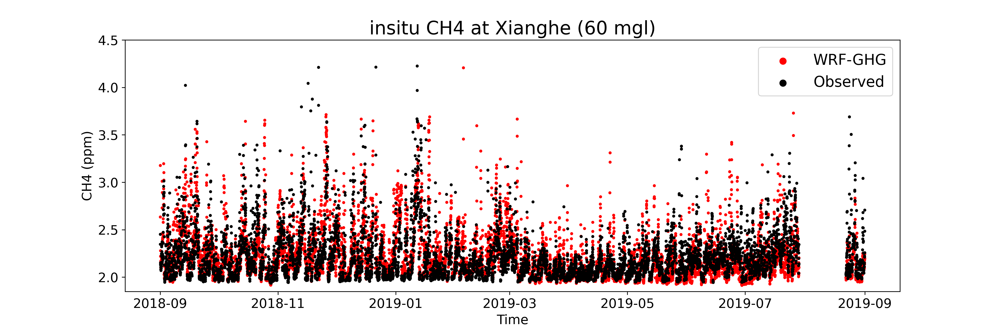 insitu CH4 at Xianghe (60 mgl)
4.5
4.0
3.5
3.0
2.5
2.0
CH4 (ppm)
WRF-GHG
Observed
2018-09 2018-11 2019-01 2019-03 2019-05 2019-07 2019-09
Time